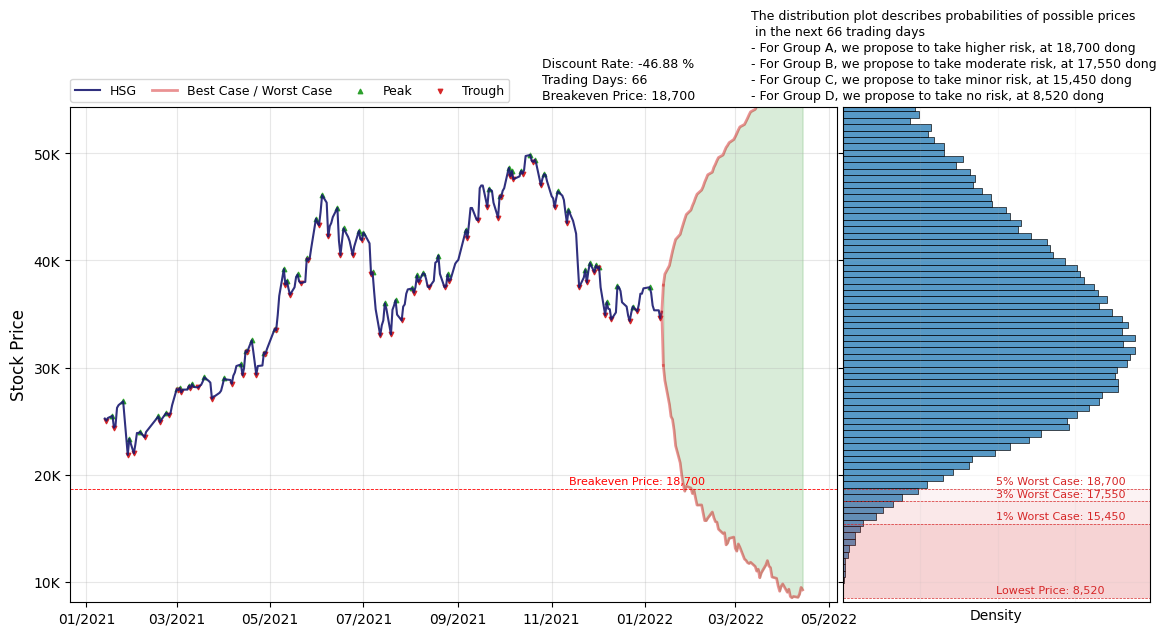 The distribution plot describes probabilities of possible prices
in the next 66 trading days
- For Group A, we propose to take higher risk, at 18,700 dong
- For Group B, we propose to take moderate risk, at 17,550 dong
- For Group C, we propose to take minor risk, at 15,450 dong
- For Group D, we propose to take no risk, at 8,520 dong
Discount Rate: -46.88 %
Trading Days: 66
Breakeven Price: 18,700
HSG
Best Case / Worst Case
Peak
Trough
Stock Price
50K
40K
30K
20K
10K
Breakeven Price: 18,700
01/2021
03/2021
05/2021
07/2021
09/2021
11/2021
01/2022
03/2022
05/2022
5% Worst Case: 18,700
3% Worst Case: 17,550
1% Worst Case: 15,450
Lowest Price: 8,520
Density